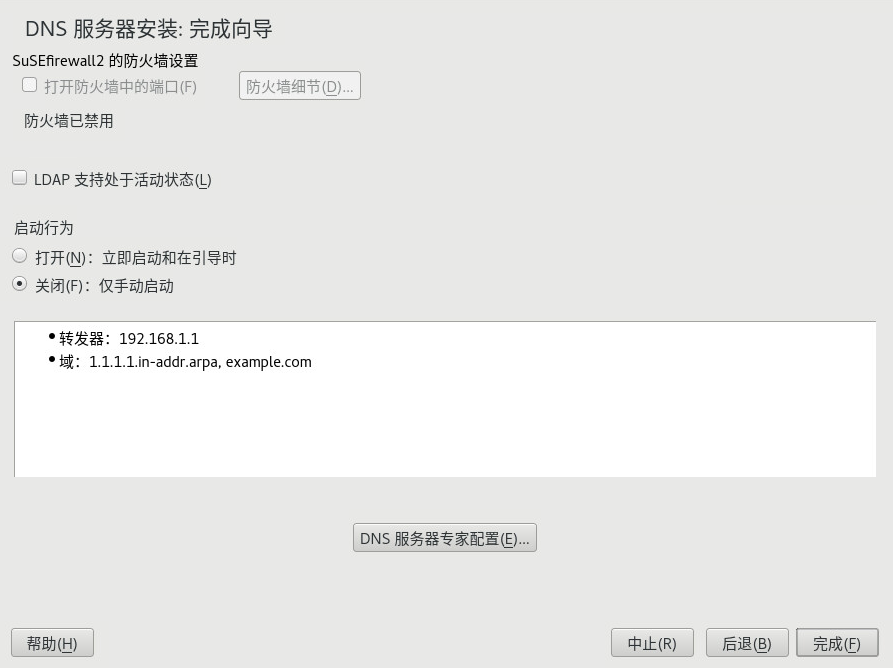 DNS 服务器安装: 完成向导
SuSEfirewall2 的防火墙设置
打开防火墙中的端口(F) 防火墙细节(D)...
防火墙已禁用
LDAP 支持处于活动状态(L)
启动行为
打开(N)：立即启动和在引导时
关闭(F)：仅手动启动
•转发器：192.168.1.1
•域：1.1.1.1.in-addr.arpa, example.com
DNS 服务器专家配置(E)...
帮助(H) 中止(R) 后退(B) 完成(F)